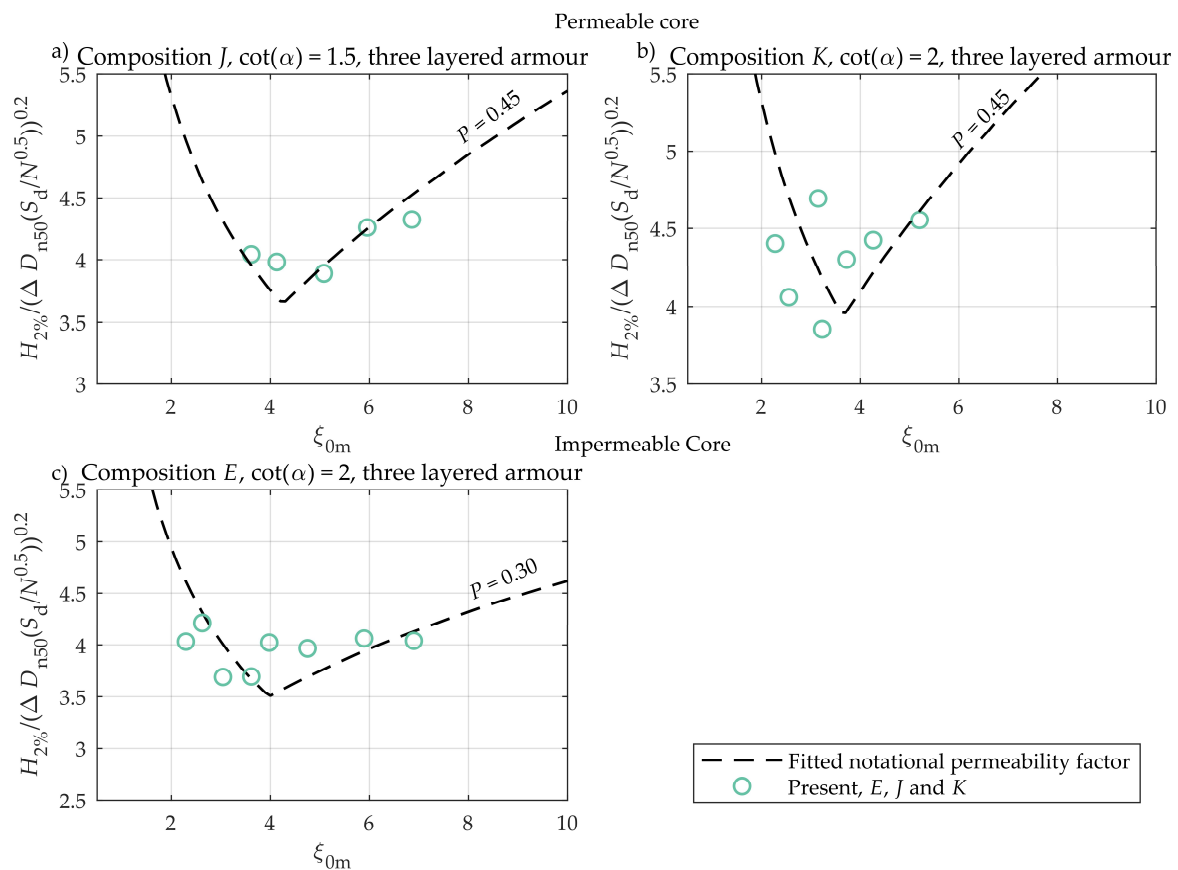 Permeable core
a) Composition J, cot(α) = 1.5, three layered armour
5.5
5
4.5
4
3.5
3
H2%/(Δ Dn50(Sd/N^0.5))^0.2
P = 0.45
2 4 6 8 10
ξ0m
b) Composition K, cot(α) = 2, three layered armour
5.5
5
4.5
4
3.5
H2%/(Δ Dn50(Sd/N^0.5))^0.2
P = 0.45
2 4 6 8 10
ξ0m
Impermeable Core
c) Composition E, cot(α) = 2, three layered armour
5.5
5
4.5
4
3.5
3
2.5
H2%/(Δ Dn50(Sd/N^0.5))^0.2
P = 0.30
2 4 6 8 10
ξ0m
Fitted notational permeability factor
Present, E, J and K